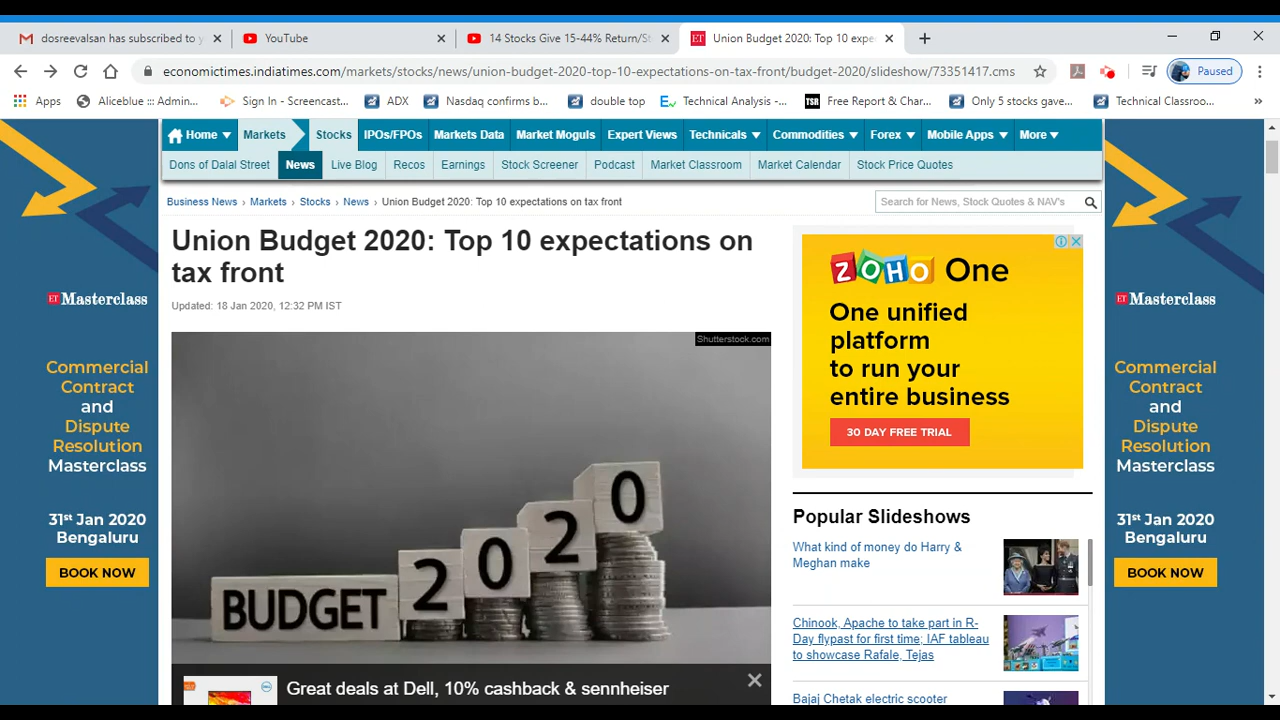 dosreevalsan has subscribed to y
YouTube
14 Stocks Give 15-44% Return/St
ET Union Budget 2020: Top 10 expe
economictimes.indiatimes.com/markets/stocks/news/union-budget-2020-top-10-expectations-on-tax-front/budget-2020/slideshow/73351417.cms
Paused
Apps Aliceblue ::: Admin... Sign In - Screencast... ADX Nasdaq confirms b... double top Technical Analysis -... TSR Free Report & Char... Only 5 stocks gave... Technical Classroo... »
Home Markets Stocks IPOs/FPOs Markets Data Market Moguls Expert Views Technicals Commodities Forex Mobile Apps More
Dons of Dalal Street News Live Blog Recos Earnings Stock Screener Podcast Market Classroom Market Calendar Stock Price Quotes
Business News › Markets › Stocks › News › Union Budget 2020: Top 10 expectations on tax front
Search for News, Stock Quotes & NAV's
Union Budget 2020: Top 10 expectations on
tax front
Updated: 18 Jan 2020, 12:32 PM IST
Shutterstock.com
BUDGET 2020
Great deals at Dell, 10% cashback & sennheiser
ET Masterclass
Commercial
Contract
and
Dispute
Resolution
Masterclass
31st Jan 2020
Bengaluru
BOOK NOW
ZOHO One
One unified
platform
to run your
entire business
30 DAY FREE TRIAL
Popular Slideshows
What kind of money do Harry &
Meghan make
Chinook, Apache to take part in R-
Day flypast for first time; IAF tableau
to showcase Rafale, Tejas
Bajaj Chetak electric scooter
ET Masterclass
Commercial
Contract
and
Dispute
Resolution
Masterclass
31st Jan 2020
Bengaluru
BOOK NOW